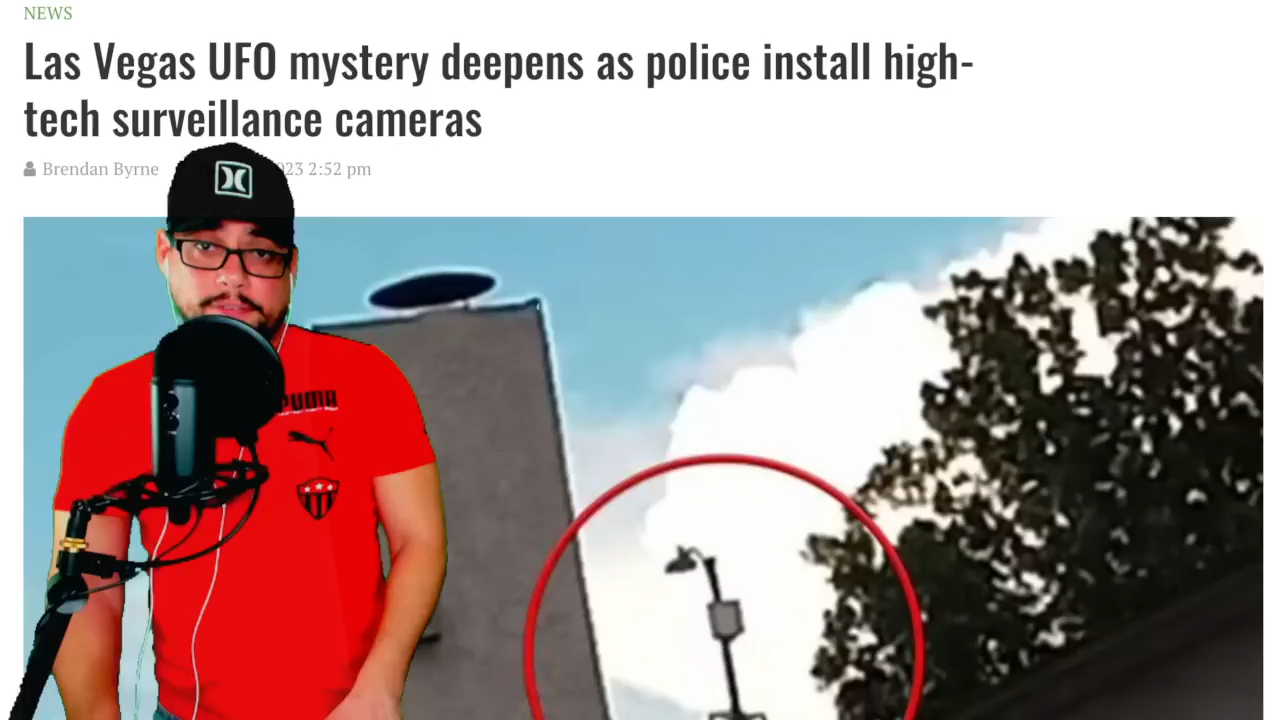 NEWS
Las Vegas UFO mystery deepens as police install high-
tech surveillance cameras
Brendan Byrne 2:52 pm
PUMA